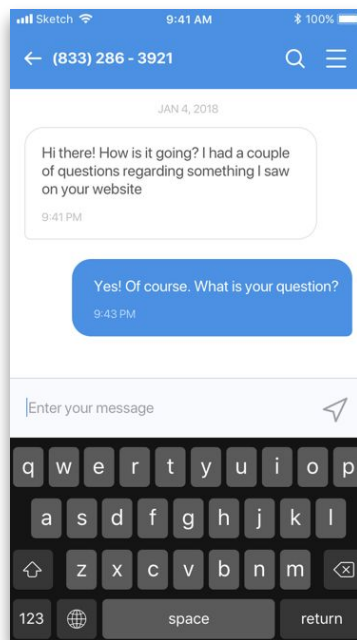 Sketch 9:41 AM 100%
(833) 286 - 3921
JAN 4, 2018
Hi there! How is it going? I had a couple
of questions regarding something I saw
on your website
9:41 PM
Yes! Of course. What is your question?
9:43 PM
Enter your message
q w e r t y u i o p
a s d f g h j k l
z x c v b n m
123 space return